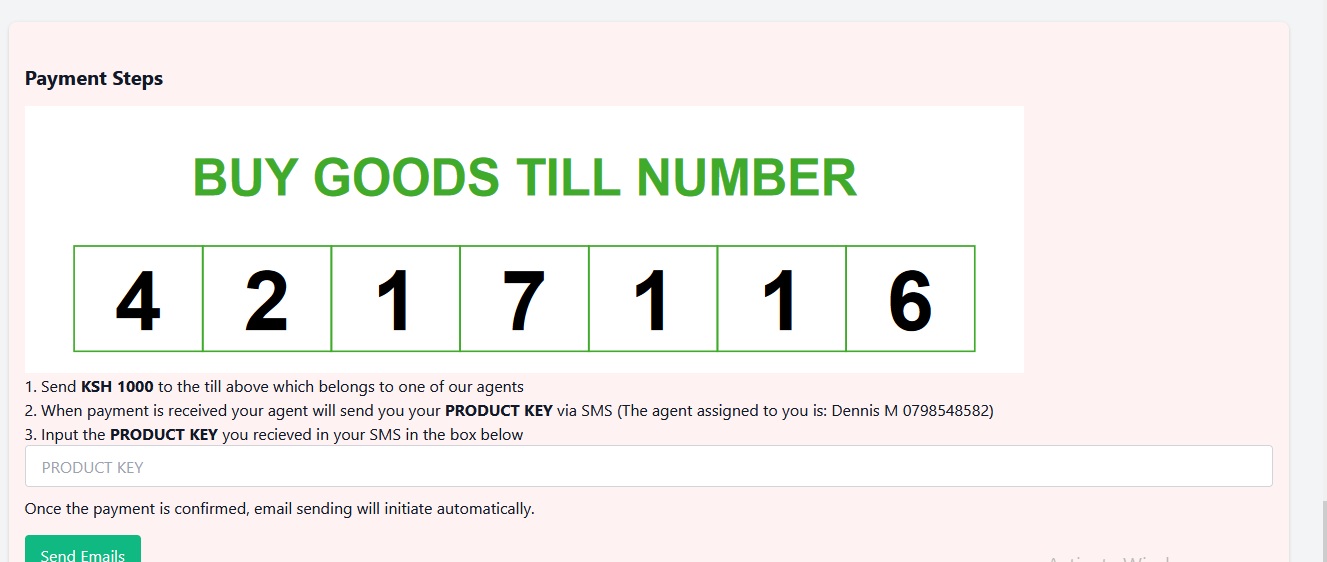 Payment Steps
BUY GOODS TILL NUMBER
4 2 1 7 1 1 6
1. Send KSH 1000 to the till above which belongs to one of our agents
2. When payment is received your agent will send you your PRODUCT KEY via SMS (The agent assigned to you is: Dennis M 0798548582)
3. Input the PRODUCT KEY you recieved in your SMS in the box below
PRODUCT KEY
Once the payment is confirmed, email sending will initiate automatically.
Send Emails